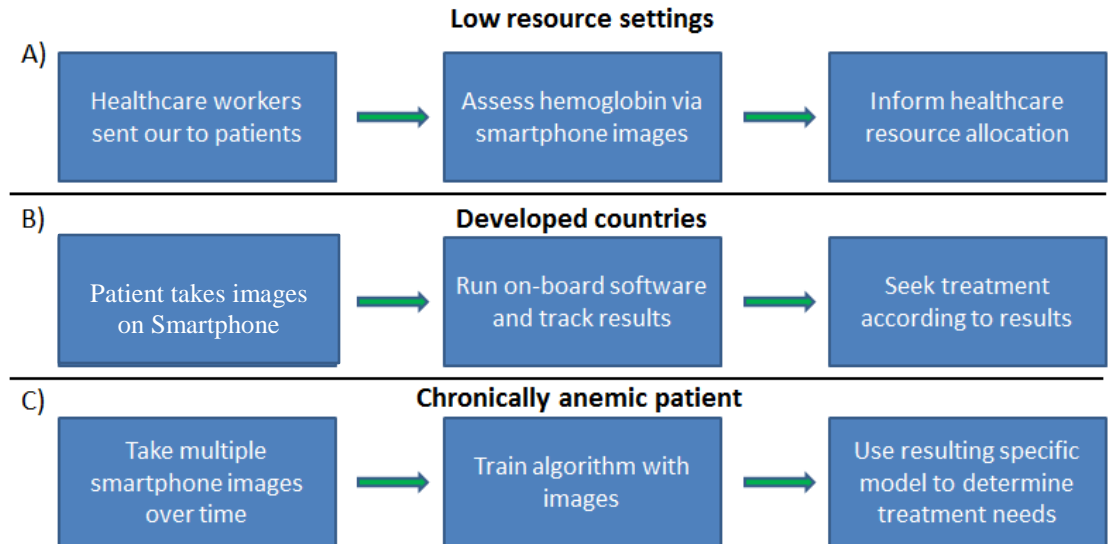 Low resource settings
A)
Healthcare workers
sent our to patients
Assess hemoglobin via
smartphone images
Inform healthcare
resource allocation
B)
Developed countries
Patient takes images
on Smartphone
Run on-board software
and track results
Seek treatment
according to results
C)
Chronically anemic patient
Take multiple
smartphone images
over time
Train algorithm with
images
Use resulting specific
model to determine
treatment needs